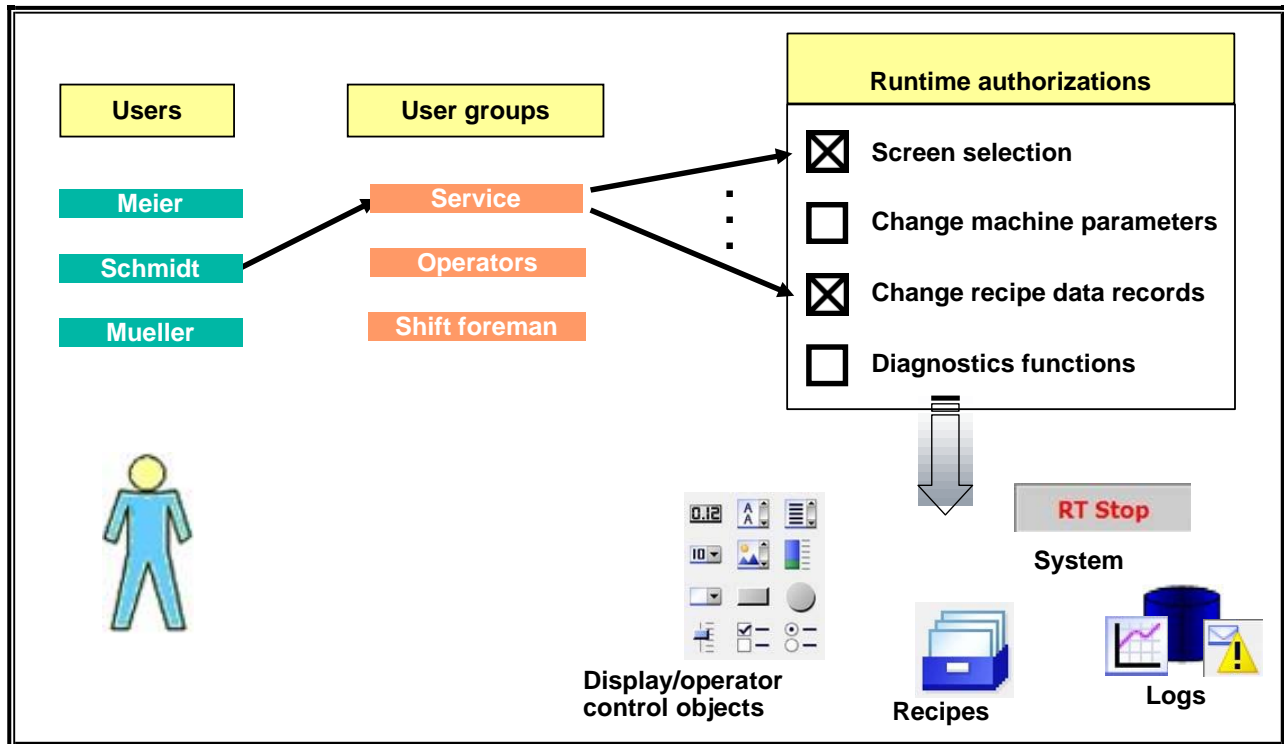 Users
User groups
Runtime authorizations
Meier
Schmidt
Mueller
Service
Operators
Shift foreman
Screen selection
Change machine parameters
Change recipe data records
Diagnostics functions
0.12
A
A
10
RT Stop
System
Display/operator
control objects
Recipes
Logs